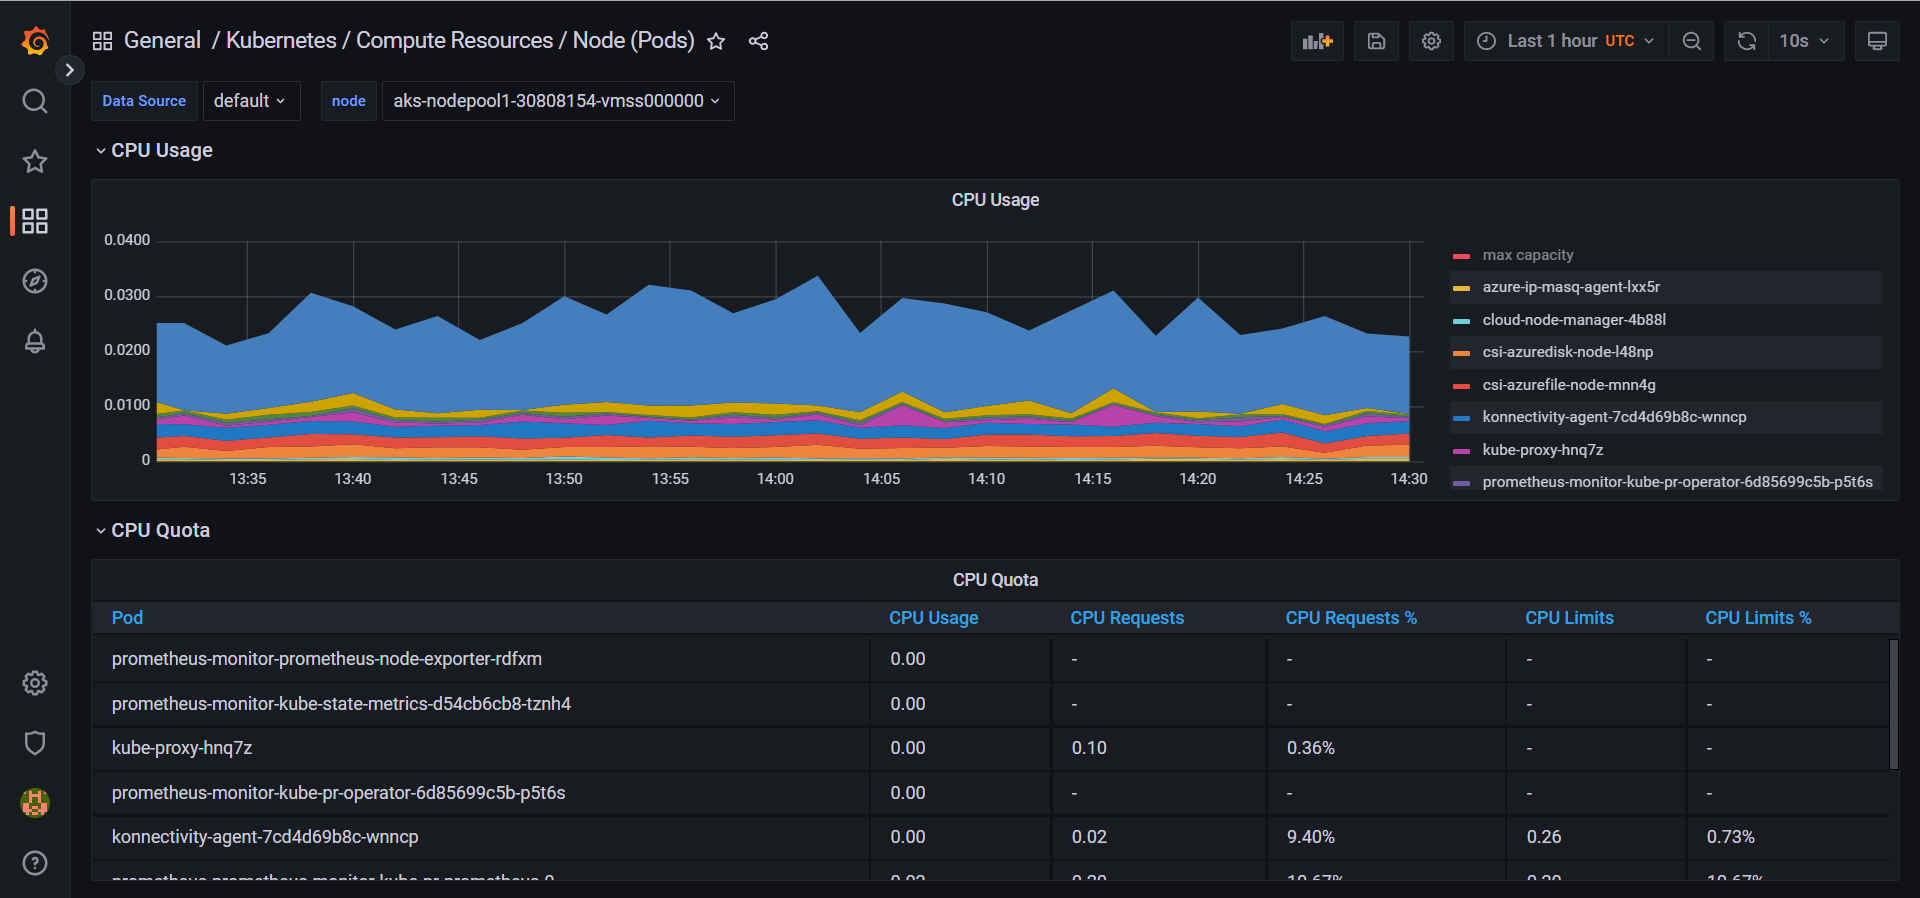 General / Kubernetes / Compute Resources / Node (Pods)
Last 1 hour UTC
10s
Data Source default node aks-nodepool1-30808154-vmss000000
CPU Usage
CPU Usage
0.0400
0.0300
0.0200
0.0100
0
13:35 13:40 13:45 13:50 13:55 14:00 14:05 14:10 14:15 14:20 14:25 14:30
max capacity
azure-ip-masq-agent-lxx5r
cloud-node-manager-4b88l
csi-azuredisk-node-l48np
csi-azurefile-node-mnn4g
konnectivity-agent-7cd4d69b8c-wnncp
kube-proxy-hnq7z
prometheus-monitor-kube-pr-operator-6d85699c5b-p5t6s
CPU Quota
CPU Quota
Pod CPU Usage CPU Requests CPU Requests % CPU Limits CPU Limits %
prometheus-monitor-prometheus-node-exporter-rdfxm 0.00 - - - -
prometheus-monitor-kube-state-metrics-d54cb6cb8-tznh4 0.00 - - - -
kube-proxy-hnq7z 0.00 0.10 0.36% - -
prometheus-monitor-kube-pr-operator-6d85699c5b-p5t6s 0.00 - - - -
konnectivity-agent-7cd4d69b8c-wnncp 0.00 0.02 9.40% 0.26 0.73%
prometheus-prometheus-monitor-kube-pr-prometheus-0